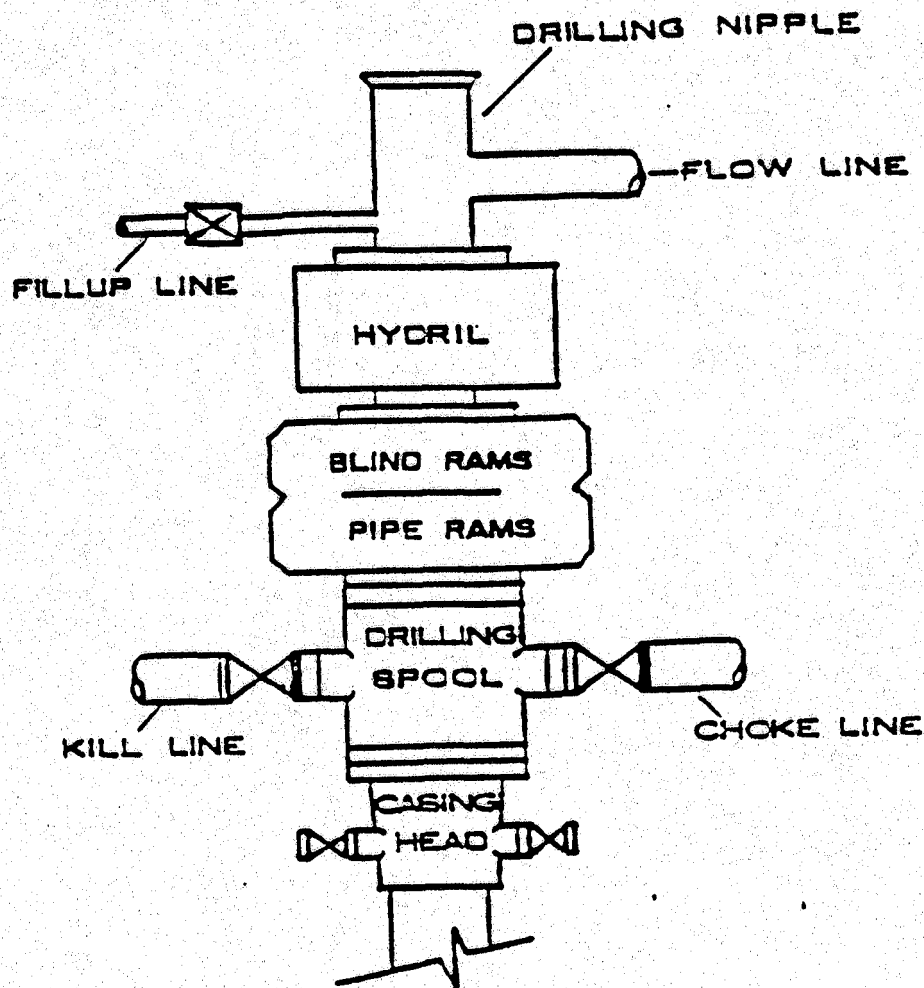 DRILLING NIPPLE
FLOW LINE
FILLUP LINE
HYDRIL
BLIND RAMS
PIPE RAMS
DRILLING
SPOOL
KILL LINE
CHOKE LINE
CASING
HEAD